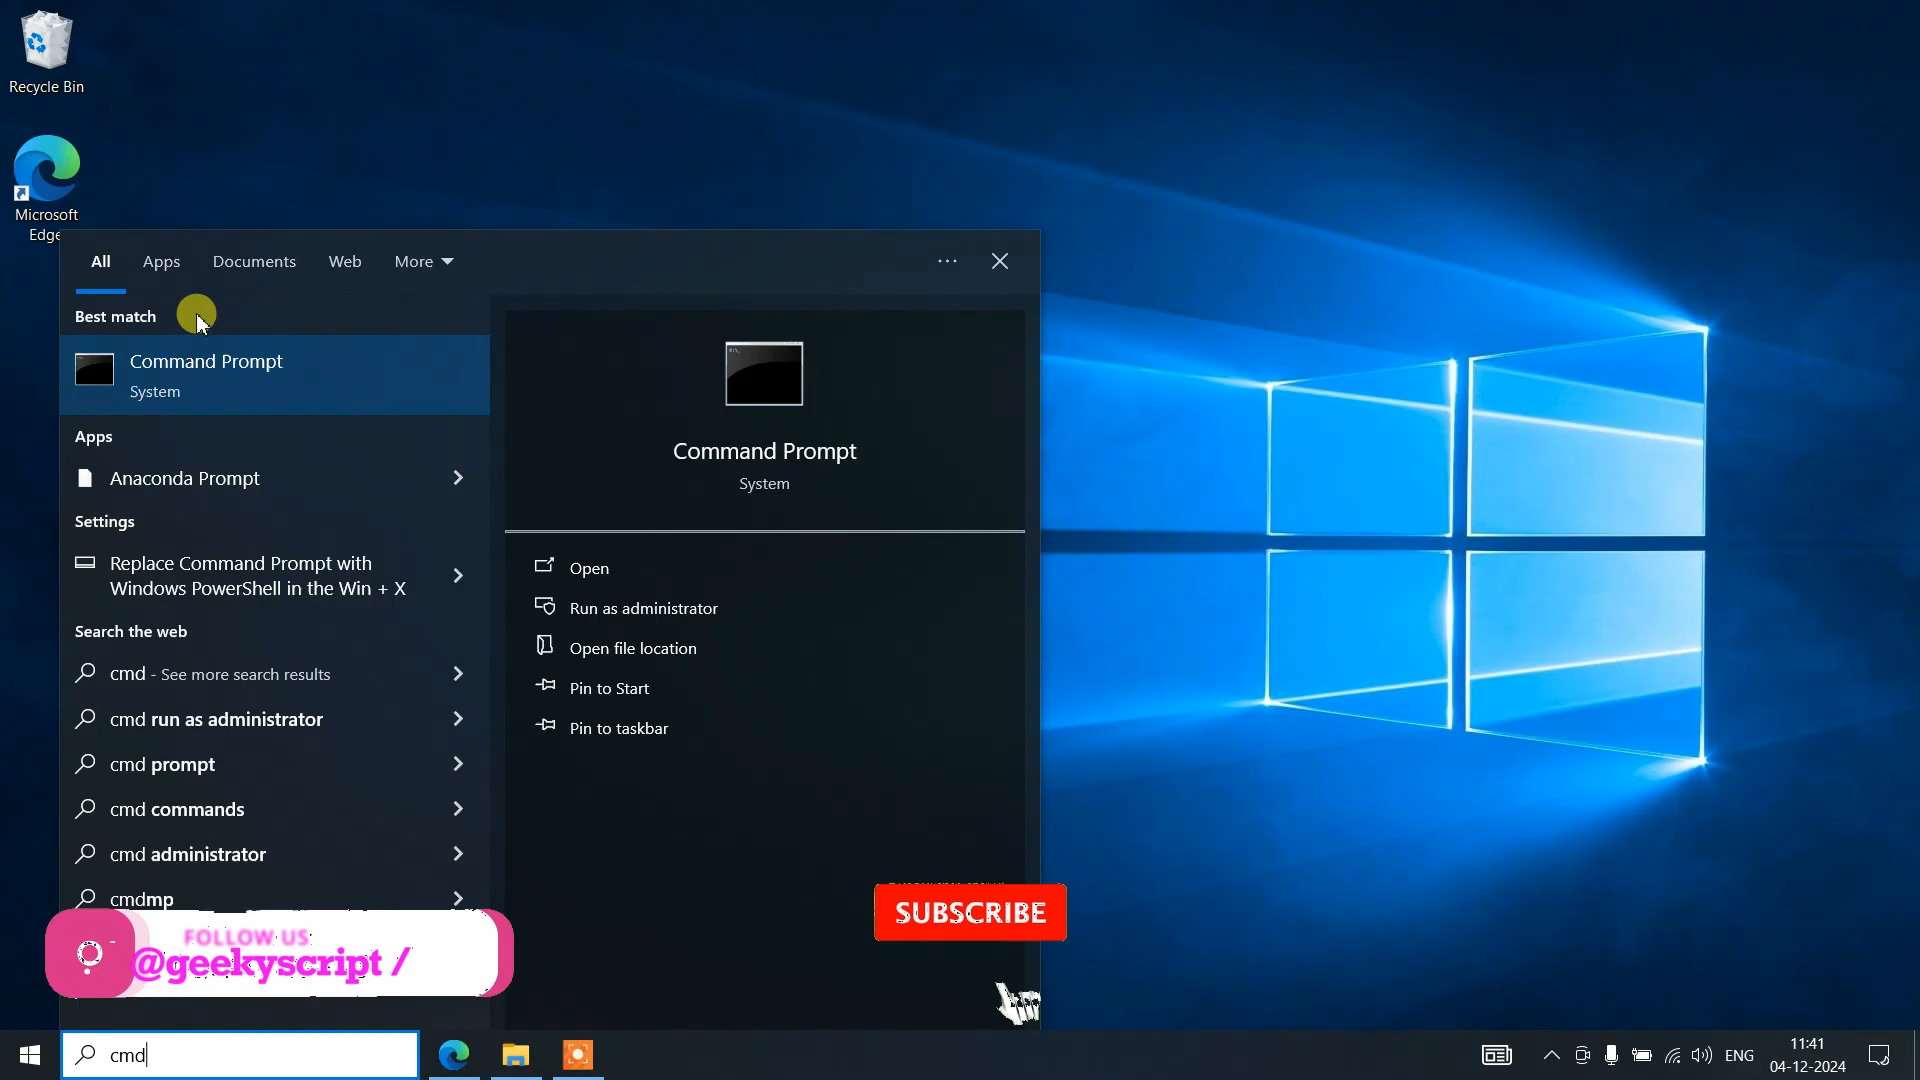 Recycle Bin
Microsoft
Edge
All
Apps
Documents
Web
More
Best match
Command Prompt
System
Apps
Anaconda Prompt
Settings
Replace Command Prompt with
Windows PowerShell in the Win + X
Search the web
cmd - See more search results
cmd run as administrator
cmd prompt
cmd commands
cmd administrator
cmdmp
Command Prompt
System
Open
Run as administrator
Open file location
Pin to Start
Pin to taskbar
SUBSCRIBE
FOLLOW US
@geekyscript /
cmd
ENG
11:41
04-12-2024